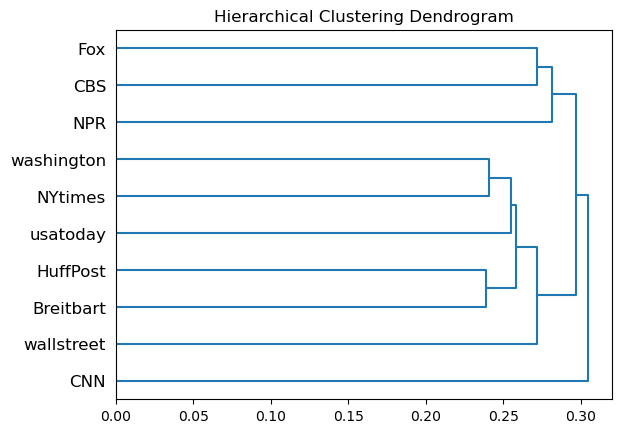 Hierarchical Clustering Dendrogram
Fox
CBS
NPR
washington
NYtimes
usatoday
HuffPost
Breitbart
wallstreet
CNN
0.00 0.05 0.10 0.15 0.20 0.25 0.30